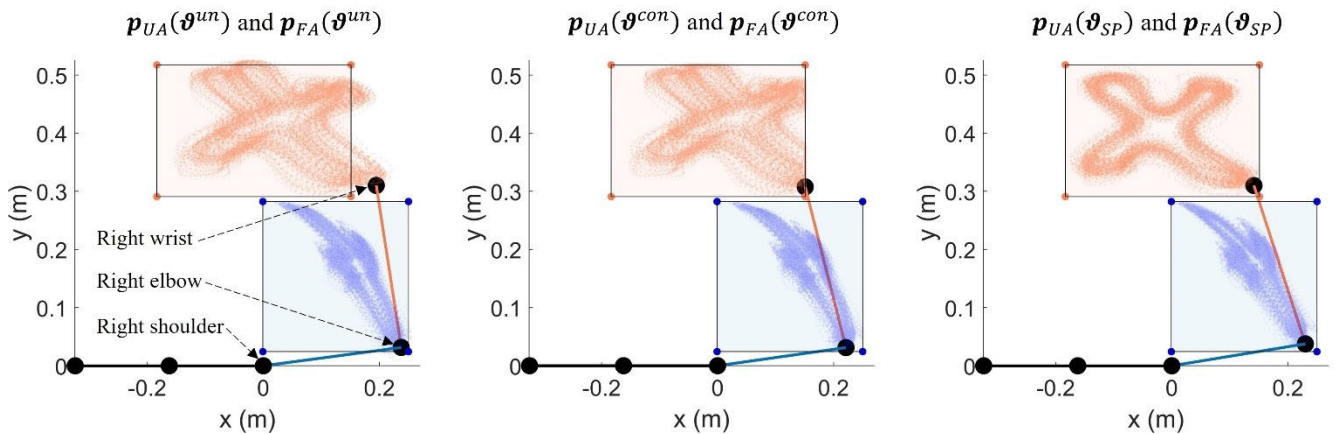 𝒑_UA(𝝑^un) and 𝒑_FA(𝝑^un)
0.5
0.4
0.3
0.2
0.1
0
y (m)
Right wrist
Right elbow
Right shoulder
-0.2
0
0.2
x (m)
𝒑_UA(𝝑^con) and 𝒑_FA(𝝑^con)
0.5
0.4
0.3
0.2
0.1
0
y (m)
-0.2
0
0.2
x (m)
𝒑_UA(𝝑_SP) and 𝒑_FA(𝝑_SP)
0.5
0.4
0.3
0.2
0.1
0
y (m)
-0.2
0
0.2
x (m)